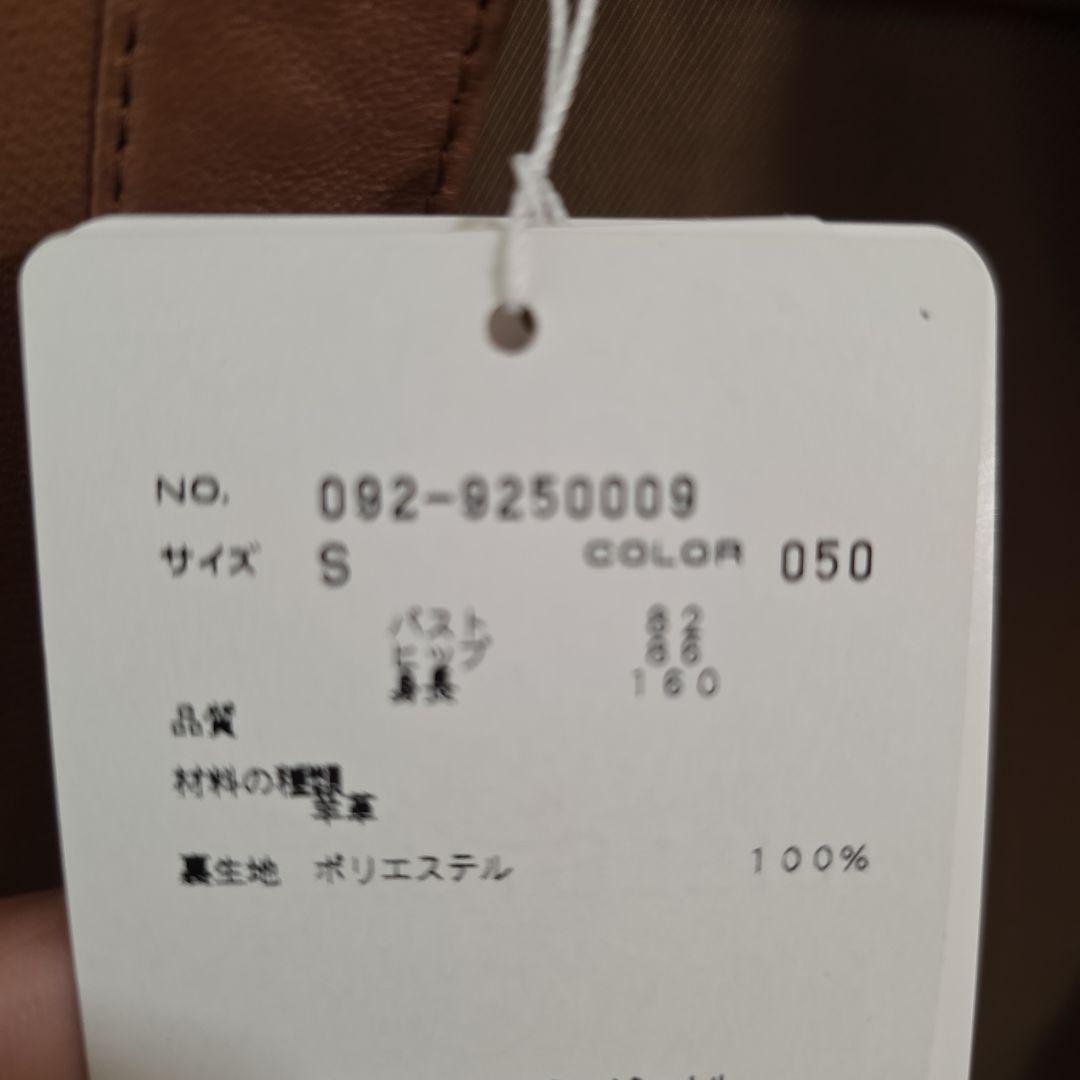 NO. 092-9250009
サイズ S COLOR 050
バスト 82
ヒップ 86
身長 160
品質
材料の種類
羊革
裏生地 ポリエステル 100%